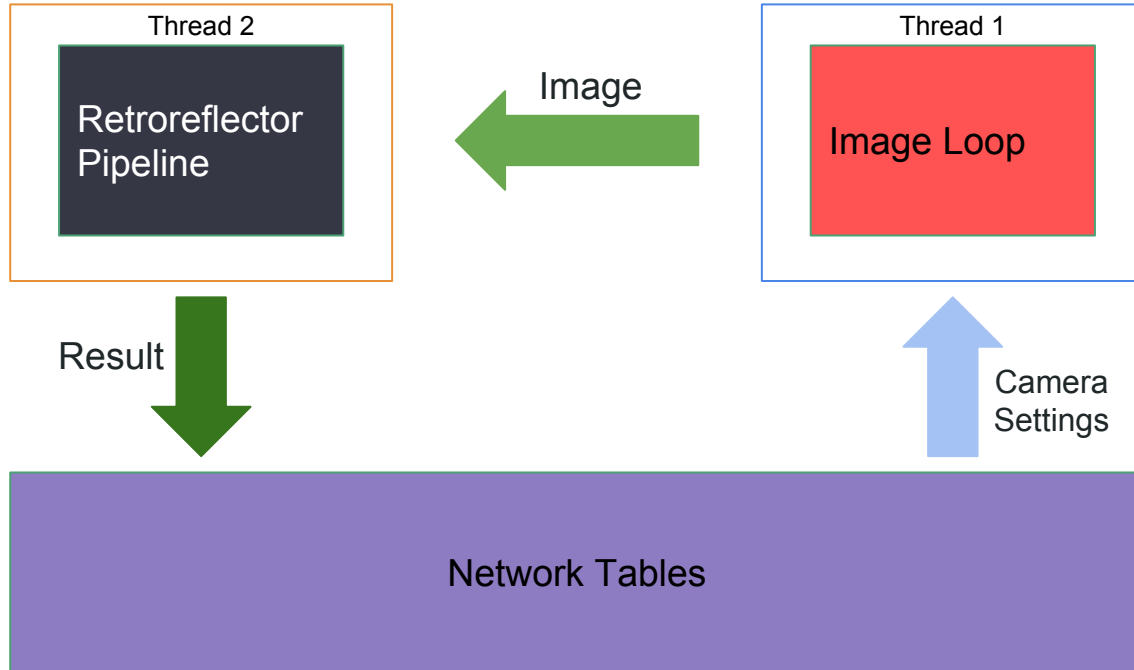 Thread 2
Thread 1
Retroreflector
Pipeline
Image
Image Loop
Result
Camera
Settings
Network Tables